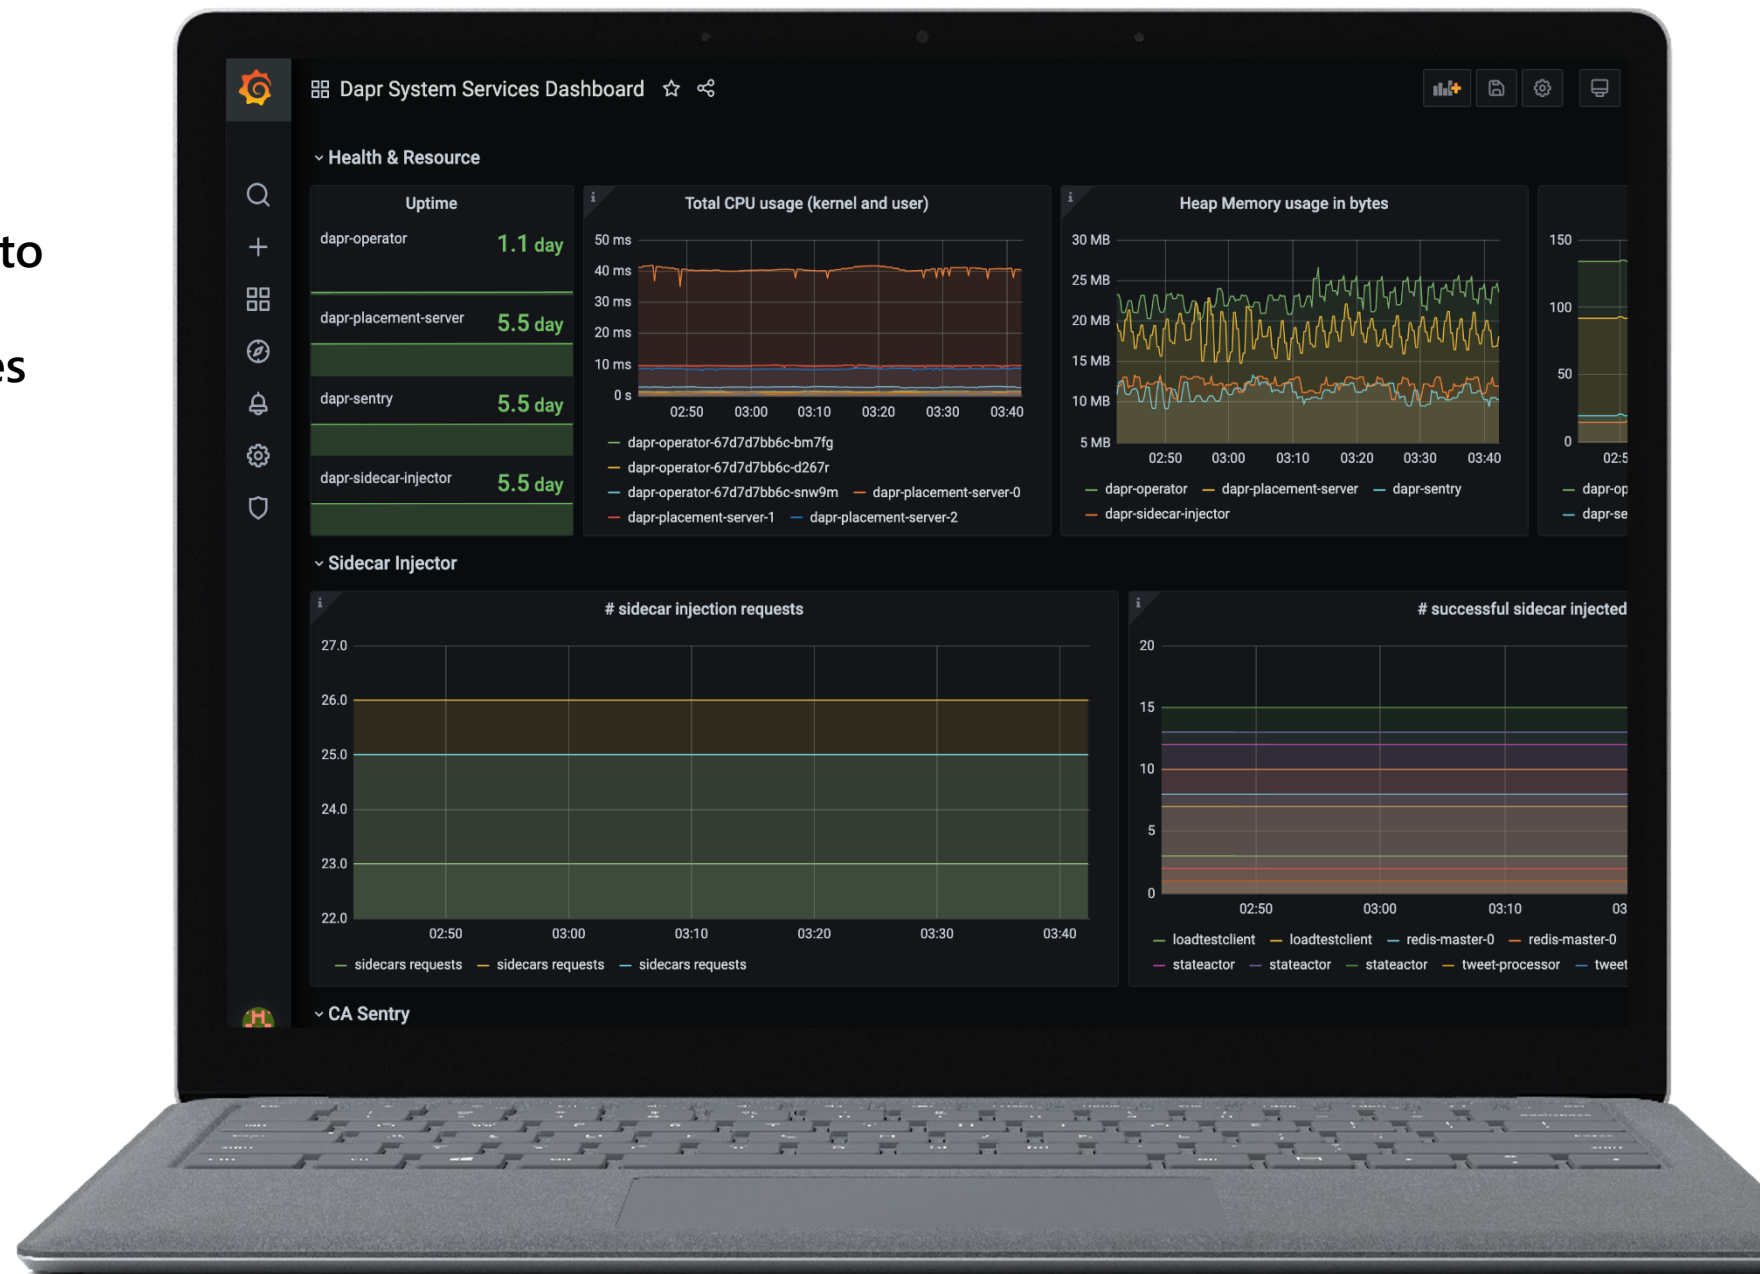 to
es
Dapr System Services Dashboard
Health & Resource
Uptime
dapr-operator
1.1 day
dapr-placement-server
5.5 day
dapr-sentry
5.5 day
dapr-sidecar-injector
5.5 day
Total CPU usage (kernel and user)
50 ms
40 ms
30 ms
20 ms
10 ms
0 s
02:50 03:00 03:10 03:20 03:30 03:40
dapr-operator-67d7d7bb6c-bm7fg
dapr-operator-67d7d7bb6c-d267r
dapr-operator-67d7d7bb6c-snw9m dapr-placement-server-0
dapr-placement-server-1 dapr-placement-server-2
Heap Memory usage in bytes
30 MB
25 MB
20 MB
15 MB
10 MB
5 MB
02:50 03:00 03:10 03:20 03:30 03:40
dapr-operator dapr-placement-server dapr-sentry
dapr-sidecar-injector
150
100
50
0
02:5
dapr-op
dapr-se
Sidecar Injector
# sidecar injection requests
27.0
26.0
25.0
24.0
23.0
22.0
02:50 03:00 03:10 03:20 03:30 03:40
sidecars requests sidecars requests sidecars requests
# successful sidecar injected
20
15
10
5
0
02:50 03:00 03:10 03
loadtestclient loadtestclient redis-master-0 redis-master-0
stateactor stateactor stateactor tweet-processor tweet
CA Sentry